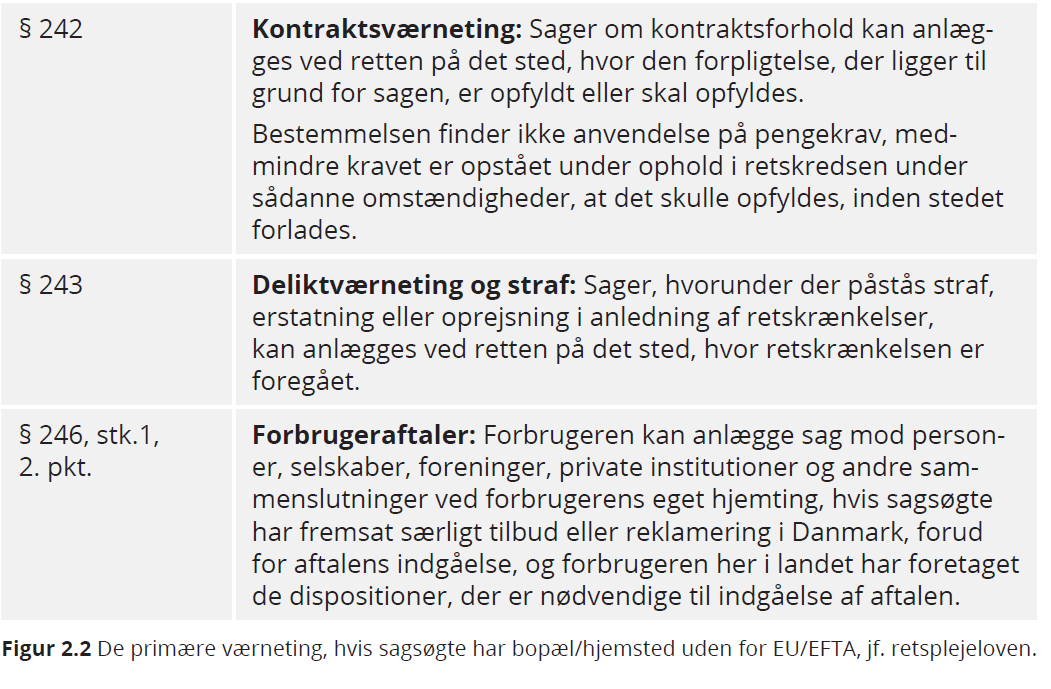 § 242
Kontraktsværneting: Sager om kontraktsforhold kan anlæg-
ges ved retten på det sted, hvor den forpligtelse, der ligger til
grund for sagen, er opfyldt eller skal opfyldes.
Bestemmelsen finder ikke anvendelse på pengekrav, med-
mindre kravet er opstået under ophold i retskredsen under
sådanne omstændigheder, at det skulle opfyldes, inden stedet
forlades.
§ 243
Deliktværneting og straf: Sager, hvorunder der påstås straf,
erstatning eller oprejsning i anledning af retskrænkelser,
kan anlægges ved retten på det sted, hvor retskrænkelsen er
foregået.
§ 246, stk.1,
2. pkt.
Forbrugeraftaler: Forbrugeren kan anlægge sag mod person-
er, selskaber, foreninger, private institutioner og andre sam-
menslutninger ved forbrugerens eget hjemting, hvis sagsøgte
har fremsat særligt tilbud eller reklamering i Danmark, forud
for aftalens indgåelse, og forbrugeren her i landet har foretaget
de dispositioner, der er nødvendige til indgåelse af aftalen.
Figur 2.2 De primære værneting, hvis sagsøgte har bopæl/hjemsted uden for EU/EFTA, jf. retsplejeloven.